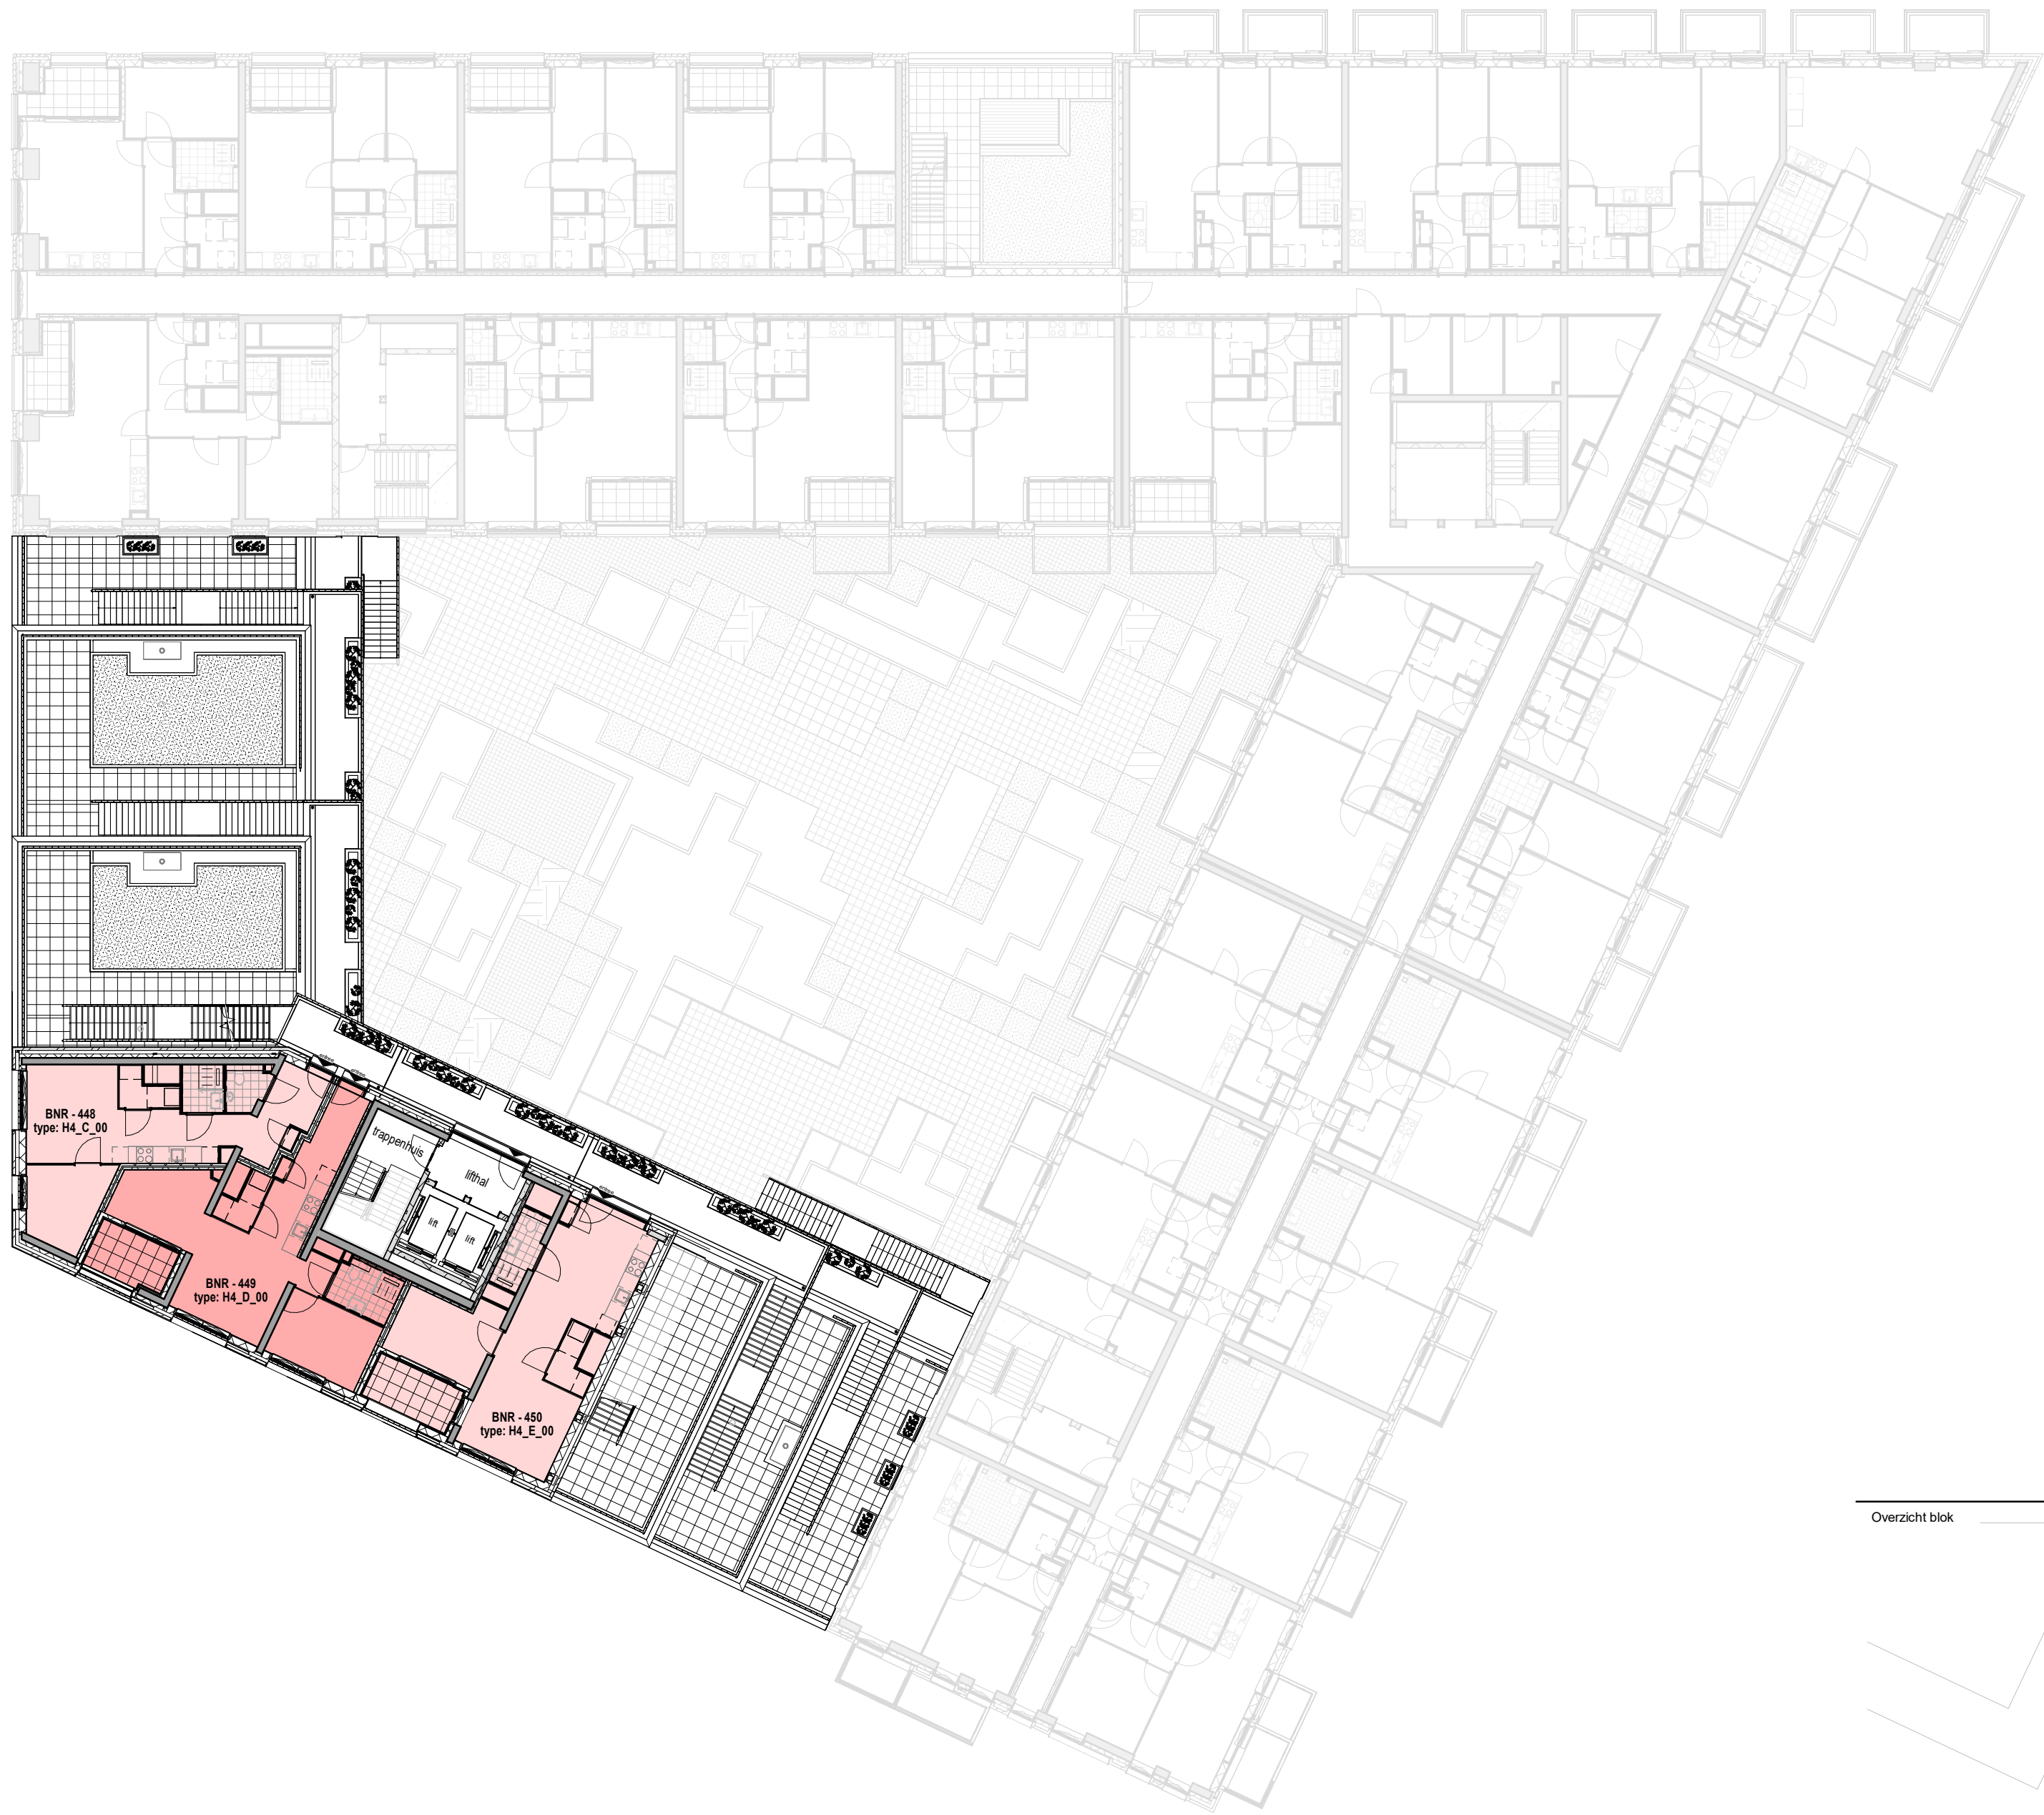 BNR - 448
type: H4_C_00
trappenhuis
lifthal
lift
lift
BNR - 449
type: H4_D_00
BNR - 450
type: H4_E_00
Overzicht blok